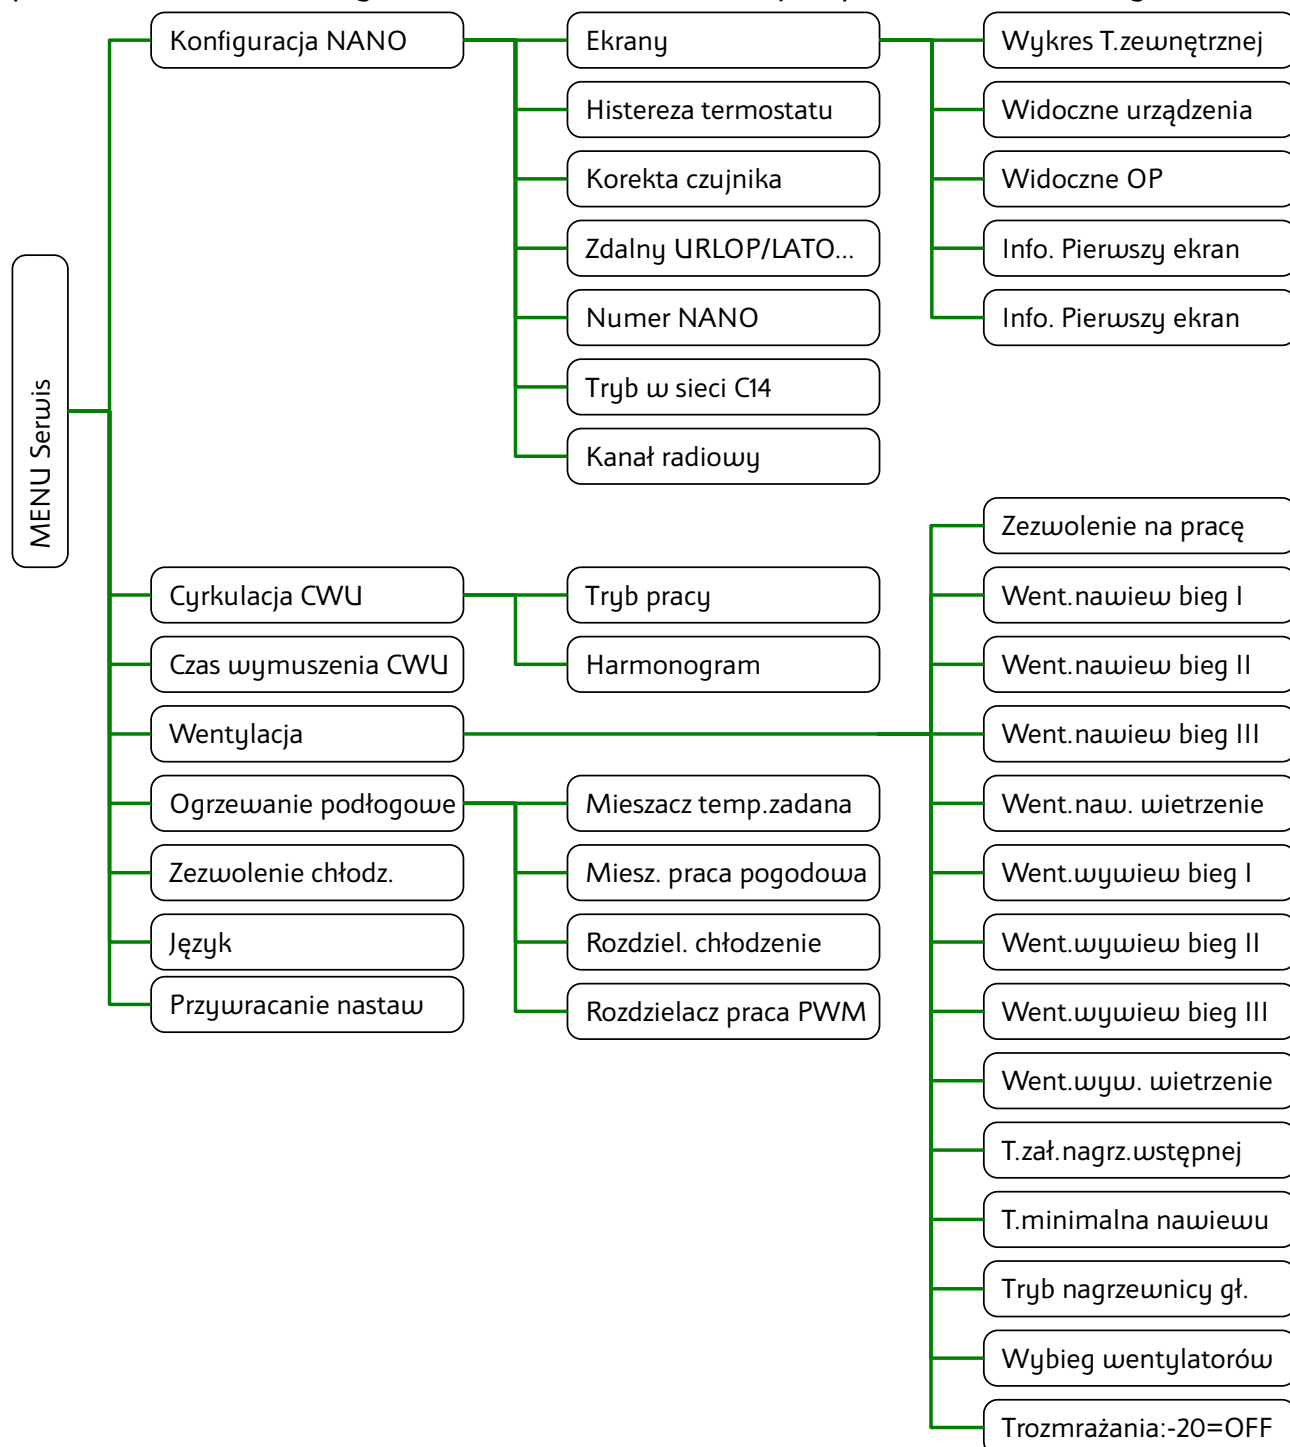 MENU Serwis
Konfiguracja NANO
Ekrany
Wykres T.zewnętrznej
Widoczne urządzenia
Widoczne OP
Info. Pierwszy ekran
Info. Pierwszy ekran
Histereza termostatu
Korekta czujnika
Zdalny URLOP/LATO...
Numer NANO
Tryb w sieci C14
Kanał radiowy
Cyrkulacja CWU
Tryb pracy
Harmonogram
Czas wymuszenia CWU
Wentylacja
Zezwolenie na pracę
Went.nawiew bieg I
Went.nawiew bieg II
Went.nawiew bieg III
Went.naw. wietrzenie
Went.wywiew bieg I
Went.wywiew bieg II
Went.wywiew bieg III
Went.wyw. wietrzenie
T.zał.nagrz.wstępnej
T.minimalna nawiewu
Tryb nagrzewnicy gł.
Wybieg wentylatorów
Trozmrażania:-20=OFF
Ogrzewanie podłogowe
Mieszacz temp.zadana
Miesz. praca pogodowa
Rozdziel. chłodzenie
Rozdzielacz praca PWM
Zezwolenie chłodz.
Język
Przywracanie nastaw